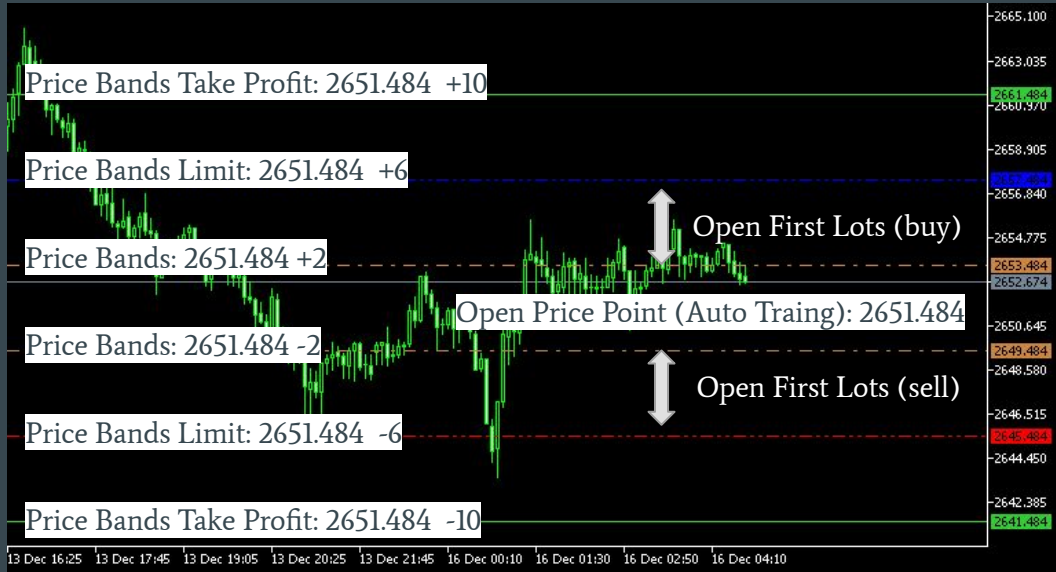 2665.100
2663.035
Price Bands Take Profit: 2651.484 +10
2661.484
2660.970
2658.905
Price Bands Limit: 2651.484 +6
2657.484
2656.840
Open First Lots (buy)
2654.775
Price Bands: 2651.484 +2
2653.484
2652.674
Open Price Point (Auto Traing): 2651.484
2650.645
Price Bands: 2651.484 -2
2649.484
2648.580
Open First Lots (sell)
2646.515
Price Bands Limit: 2651.484 -6
2645.484
2644.450
2642.385
Price Bands Take Profit: 2651.484 -10
2641.484
13 Dec 16:25 13 Dec 17:45 13 Dec 19:05 13 Dec 20:25 13 Dec 21:45 16 Dec 00:10 16 Dec 01:30 16 Dec 02:50 16 Dec 04:10